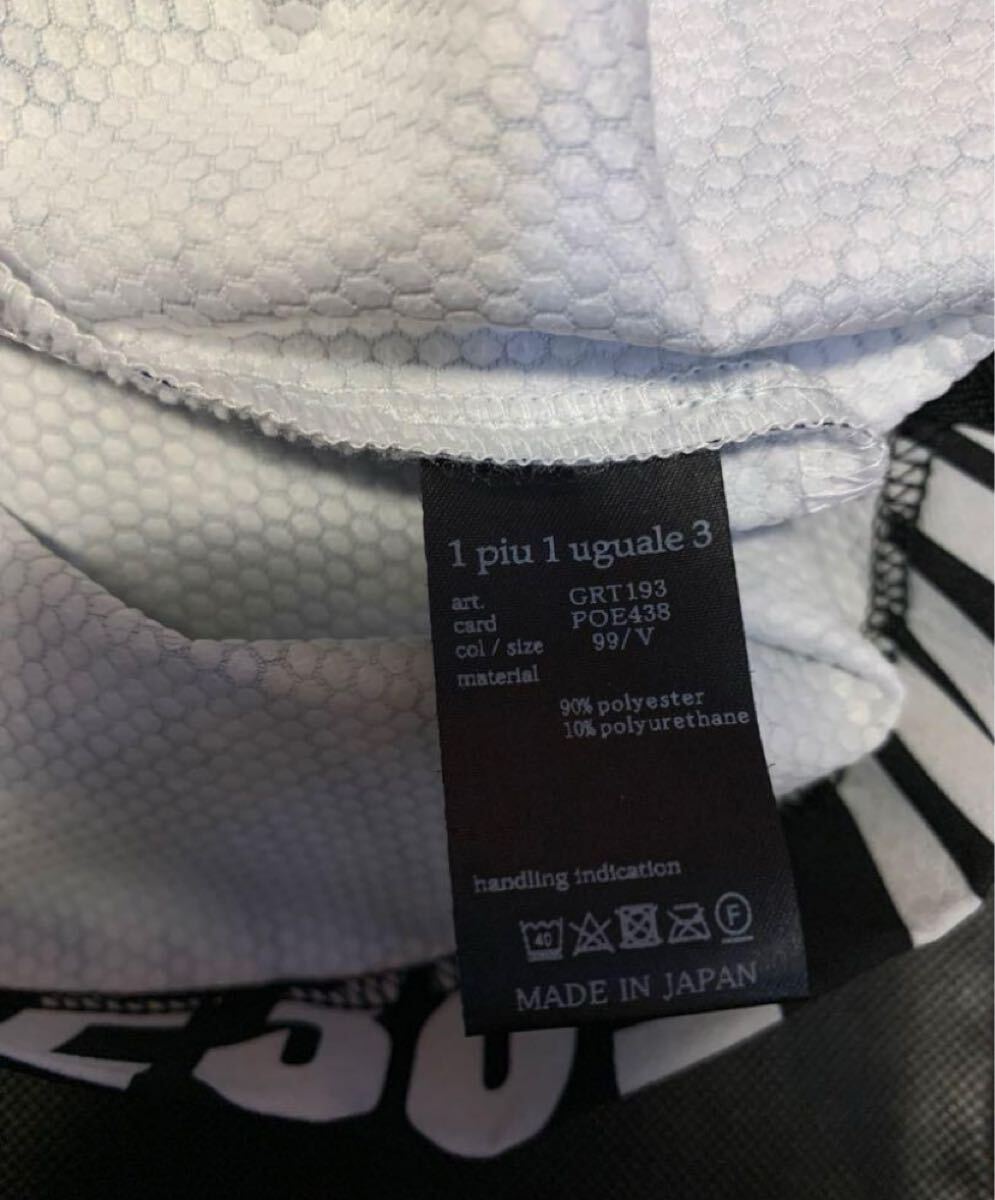 1 piu 1 uguale 3
art. GRT193
card POE438
col / size 99/V
material
90% polyester
10% polyurethane
handling indication
40 F
MADE IN JAPAN